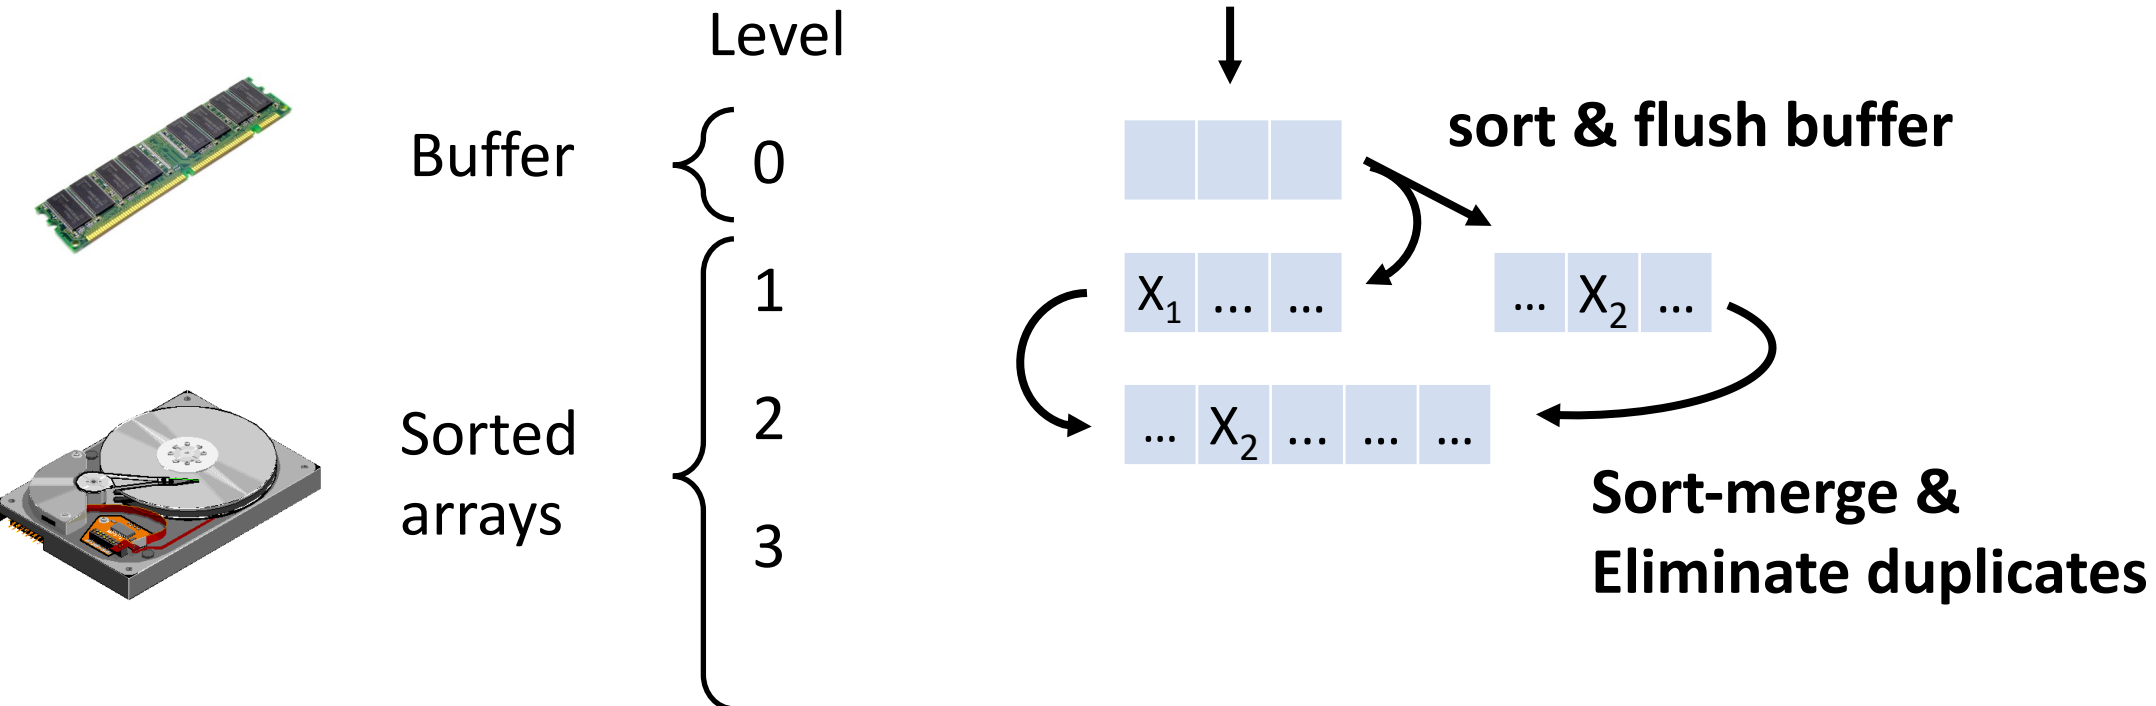 Level
Buffer
0
sort & flush buffer
1
X₁ ... ...
... X₂ ...
2
... X₂ ... ... ...
Sorted
arrays
3
Sort-merge &
Eliminate duplicates